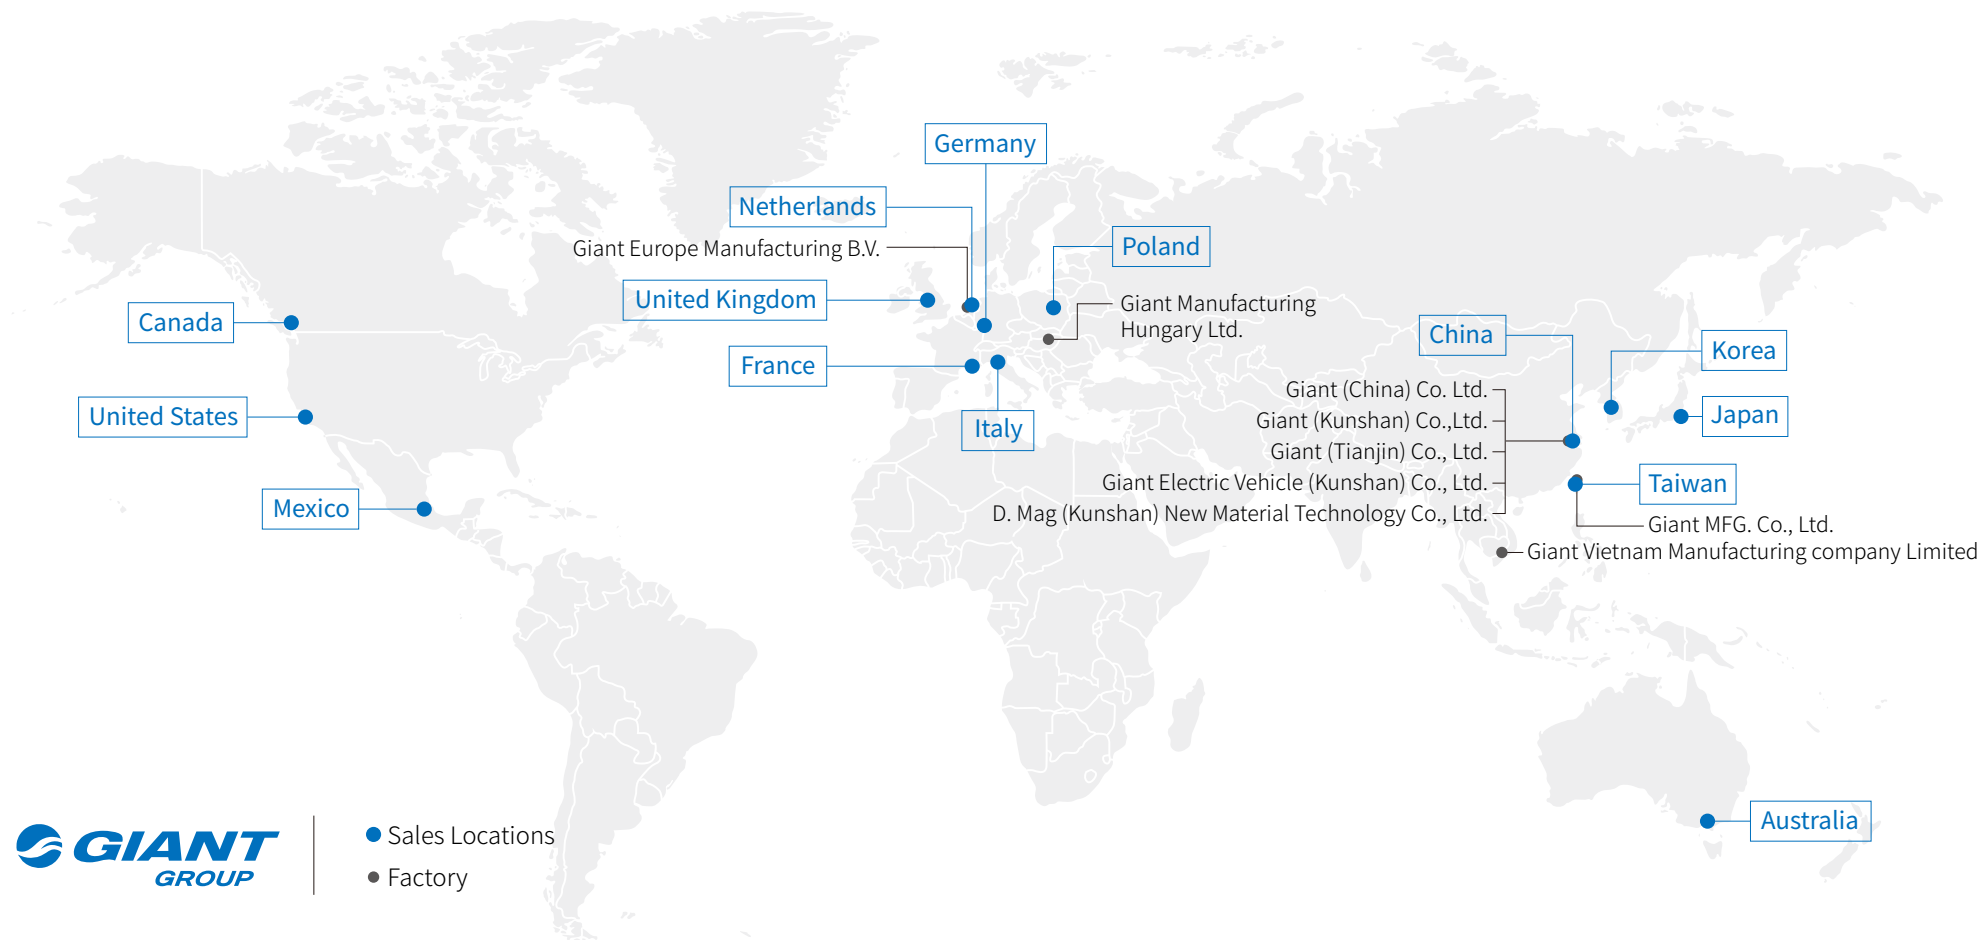 Germany
Netherlands
Giant Europe Manufacturing B.V.
Poland
United Kingdom
Giant Manufacturing
Hungary Ltd.
Canada
China
Korea
France
Giant (China) Co. Ltd.
United States
Italy
Giant (Kunshan) Co.,Ltd.
Japan
Giant (Tianjin) Co., Ltd.
Giant Electric Vehicle (Kunshan) Co., Ltd.
Taiwan
Mexico
D. Mag (Kunshan) New Material Technology Co., Ltd.
Giant MFG. Co., Ltd.
Giant Vietnam Manufacturing company Limited
Australia
GIANT
GROUP
Sales Locations
Factory